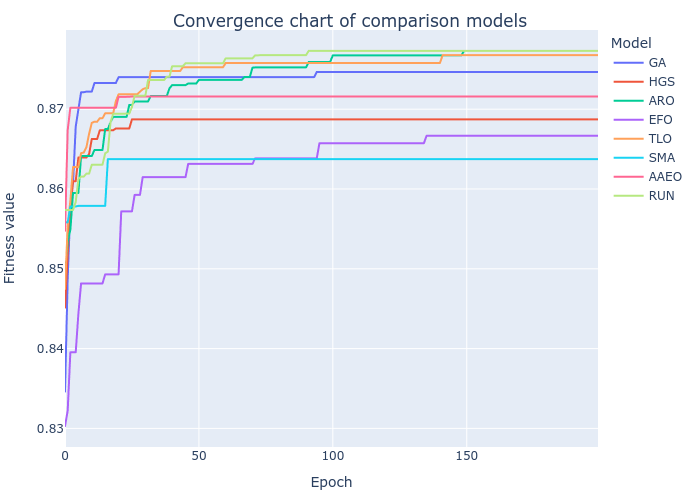 Convergence chart of comparison models
Model
GA
HGS
ARO
EFO
TLO
SMA
AAEO
RUN
Fitness value
0.87
0.86
0.85
0.84
0.83
0
50
100
150
Epoch